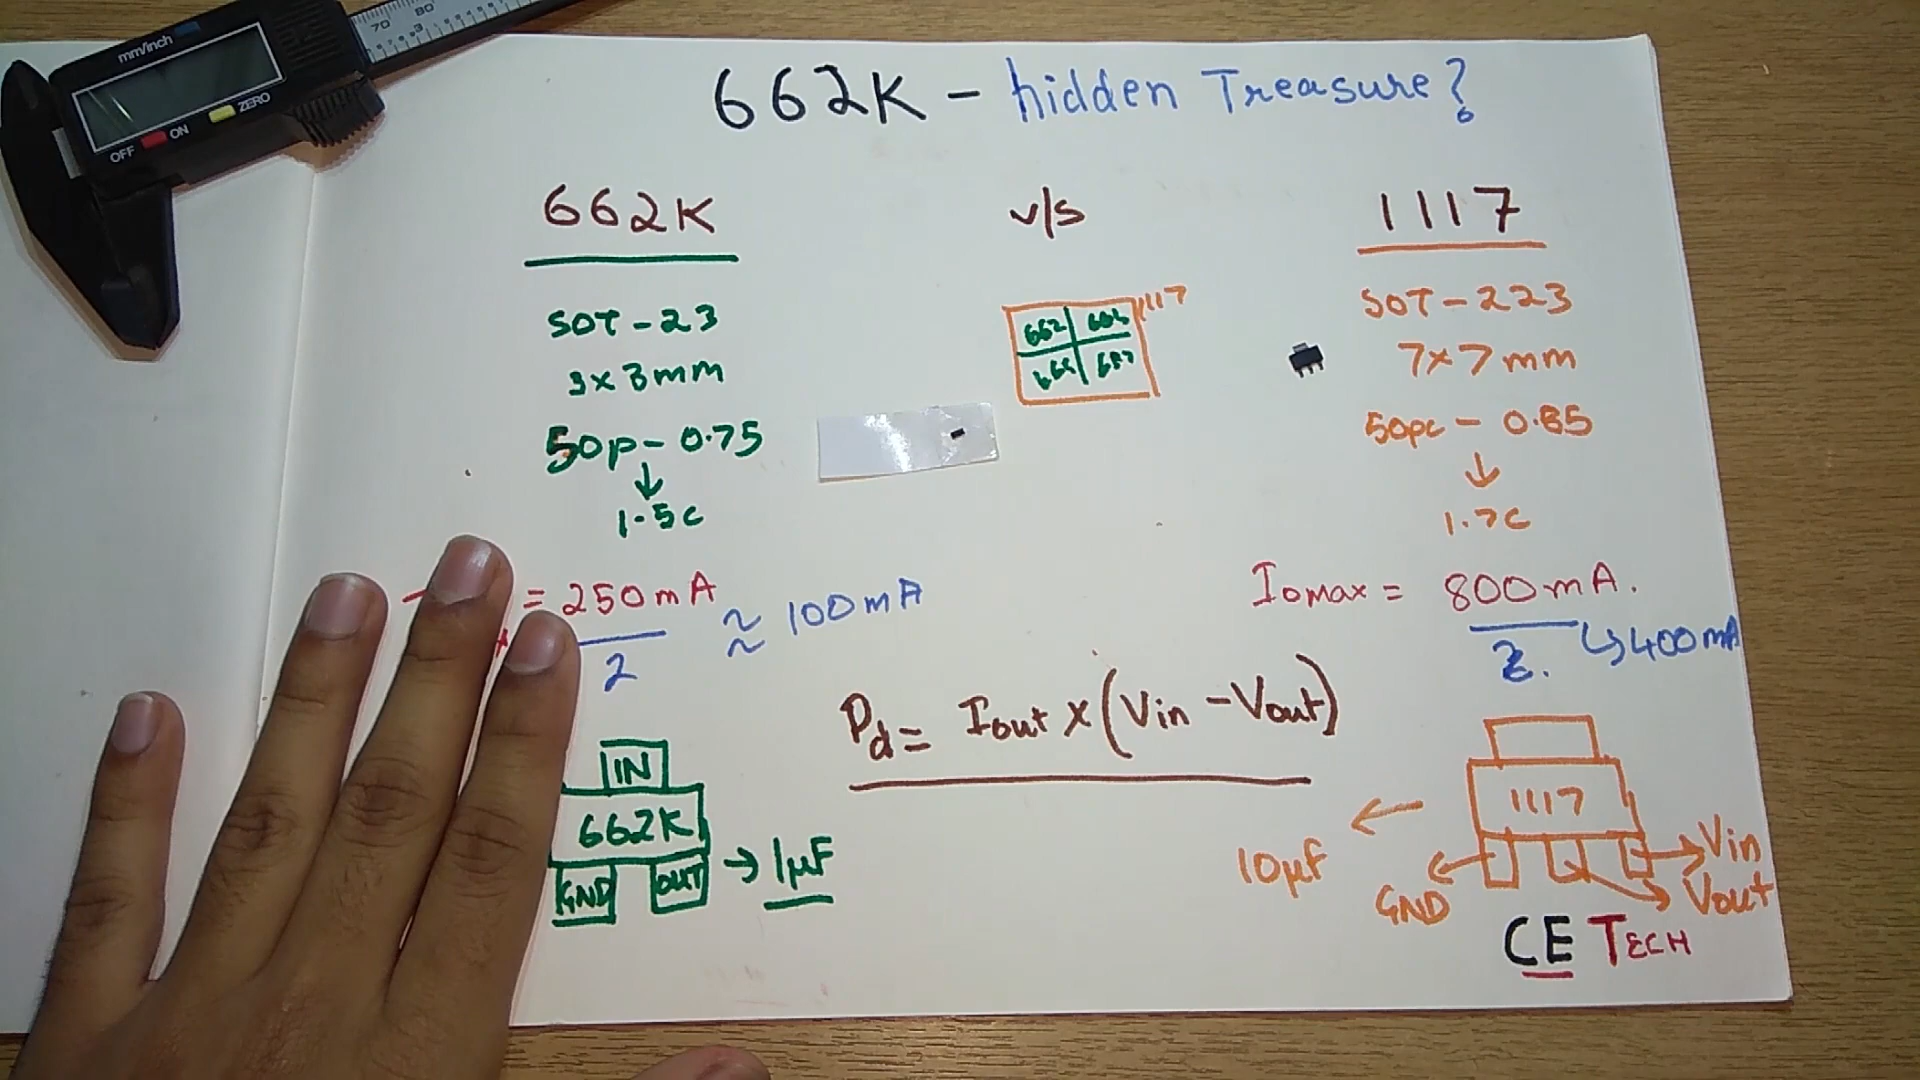 mm/inch
ZERO
ON
OFF
70 80
662K - hidden Treasure?
662K v/s 1117
SOT-23
3x3mm
50p - 0.75
↓
1.5c
= 250mA
2
≈ 100mA
IN
662K
GND OUT
→ 1µF
1117
662
Pd = Iout x (Vin - Vout)
SOT-223
7x7mm
50pc - 0.85
↓
1.7c
Iomax = 800mA.
2.
↳400mA
1117
10µF
GND
Vin
Vout
CE TECH